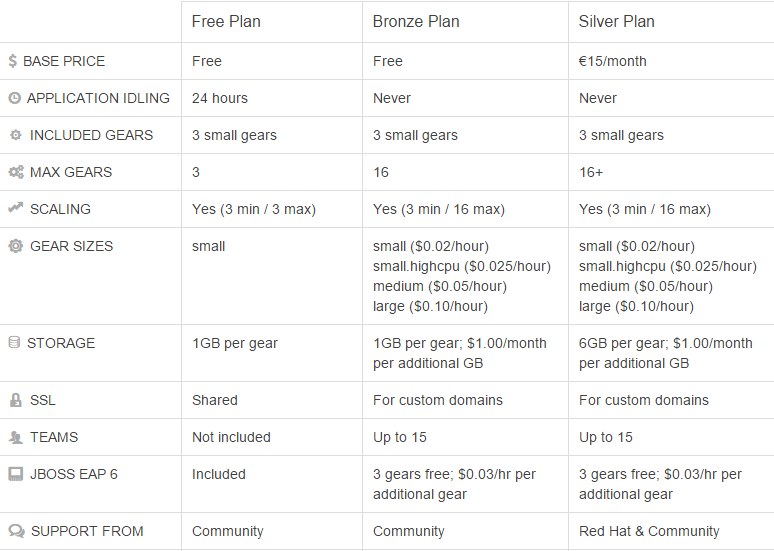 Free Plan Bronze Plan Silver Plan
BASE PRICE Free Free €15/month
APPLICATION IDLING 24 hours Never Never
INCLUDED GEARS 3 small gears 3 small gears 3 small gears
MAX GEARS 3 16 16+
SCALING Yes (3 min / 3 max) Yes (3 min / 16 max) Yes (3 min / 16 max)
GEAR SIZES small small ($0.02/hour) small ($0.02/hour)
small.highcpu ($0.025/hour) small.highcpu ($0.025/hour)
medium ($0.05/hour) medium ($0.05/hour)
large ($0.10/hour) large ($0.10/hour)
STORAGE 1GB per gear 1GB per gear; $1.00/month 6GB per gear; $1.00/month
per additional GB per additional GB
SSL Shared For custom domains For custom domains
TEAMS Not included Up to 15 Up to 15
JBOSS EAP 6 Included 3 gears free; $0.03/hr per 3 gears free; $0.03/hr per
additional gear additional gear
SUPPORT FROM Community Community Red Hat & Community